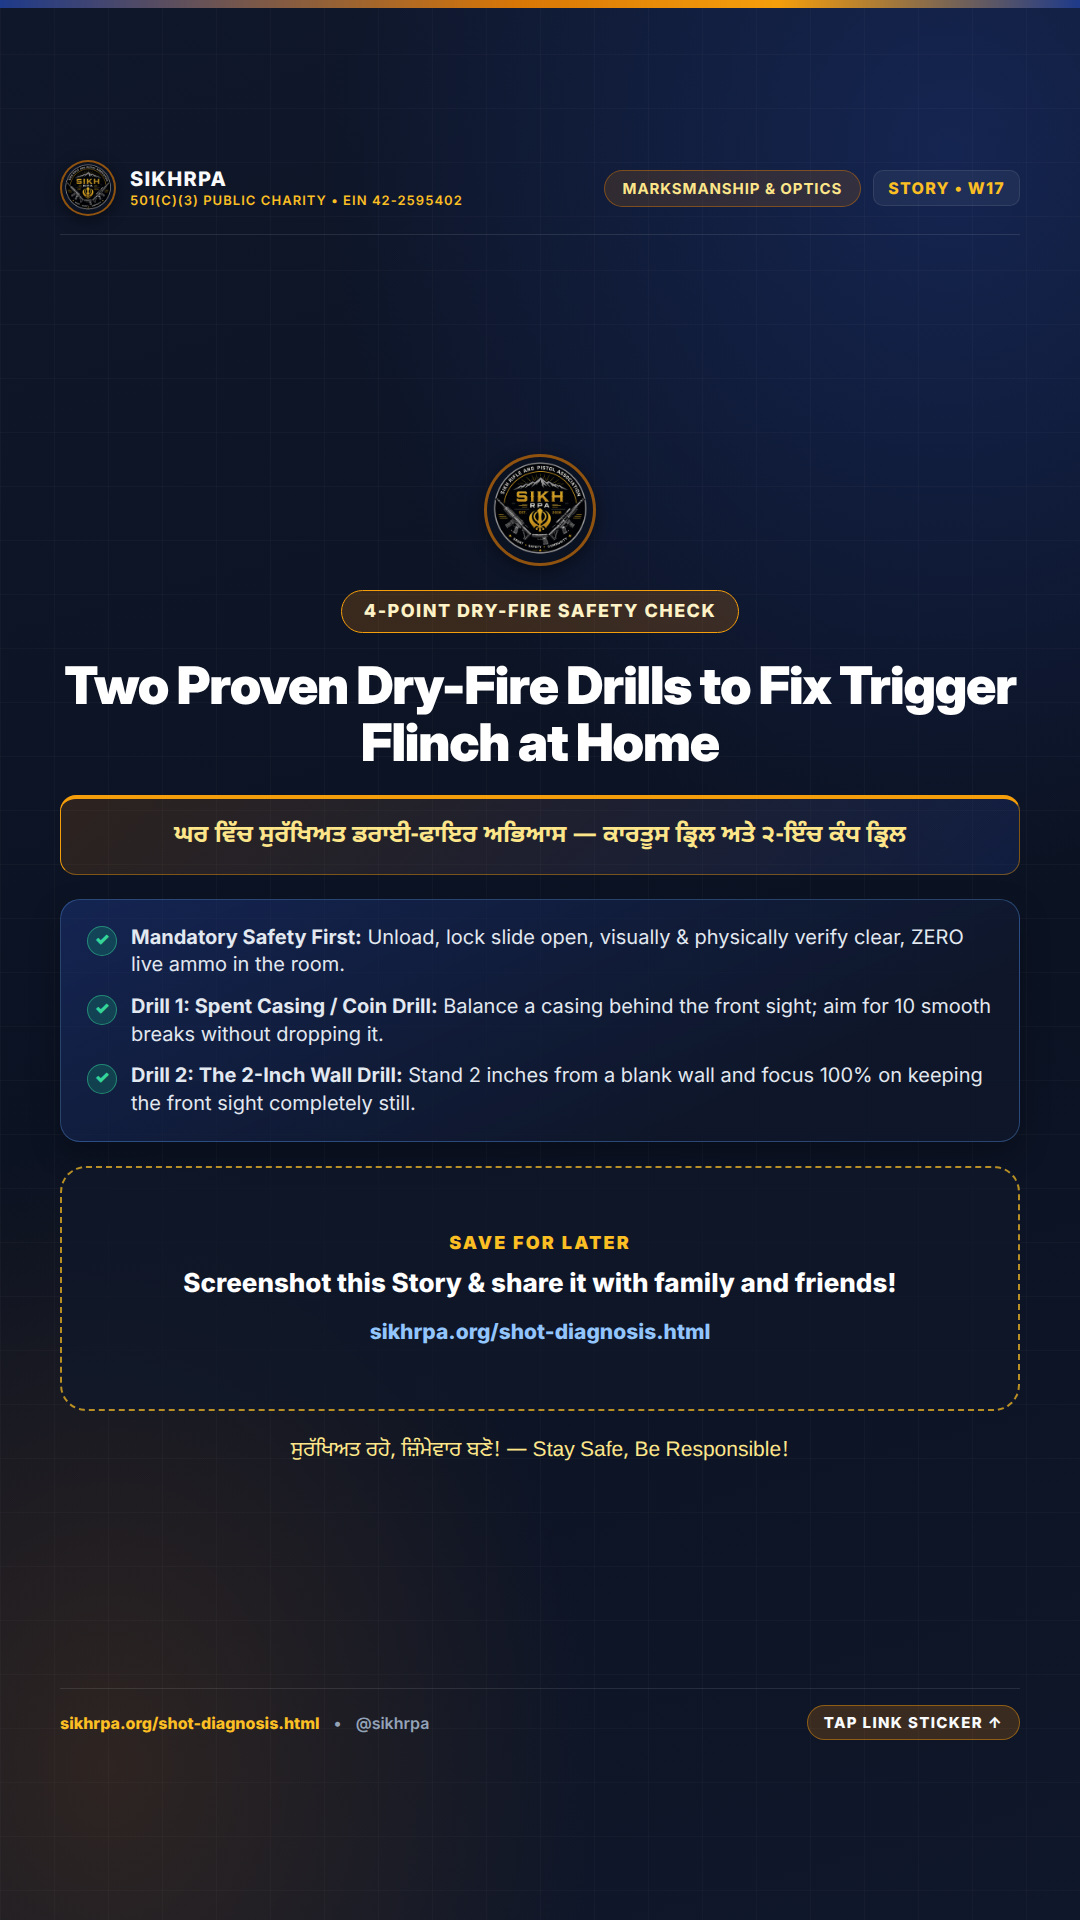 SIKHRPA
501(C)(3) PUBLIC CHARITY • EIN 42-2595402
MARKSMANSHIP & OPTICS
STORY • W17
SIKH RIFLE AND PISTOL ASSOCIATION
SIKH
RPA
4-POINT DRY-FIRE SAFETY CHECK
Two Proven Dry-Fire Drills to Fix Trigger
Flinch at Home
ਘਰ ਵਿੱਚ ਸੁਰੱਖਿਅਤ ਡਰਾਈ-ਫਾਇਰ ਅਭਿਆਸ — ਕਾਰਤੂਸ ਡ੍ਰਿਲ ਅਤੇ ੨-ਇੰਚ ਕੰਧ ਡ੍ਰਿਲ
Mandatory Safety First: Unload, lock slide open, visually & physically verify clear, ZERO
live ammo in the room.
Drill 1: Spent Casing / Coin Drill: Balance a casing behind the front sight; aim for 10 smooth
breaks without dropping it.
Drill 2: The 2-Inch Wall Drill: Stand 2 inches from a blank wall and focus 100% on keeping
the front sight completely still.
SAVE FOR LATER
Screenshot this Story & share it with family and friends!
sikhrpa.org/shot-diagnosis.html
ਸੁਰੱਖਿਅਤ ਰਹੋ, ਜ਼ਿੰਮੇਵਾਰ ਬਣੋ! — Stay Safe, Be Responsible!
sikhrpa.org/shot-diagnosis.html • @sikhrpa
TAP LINK STICKER ↑